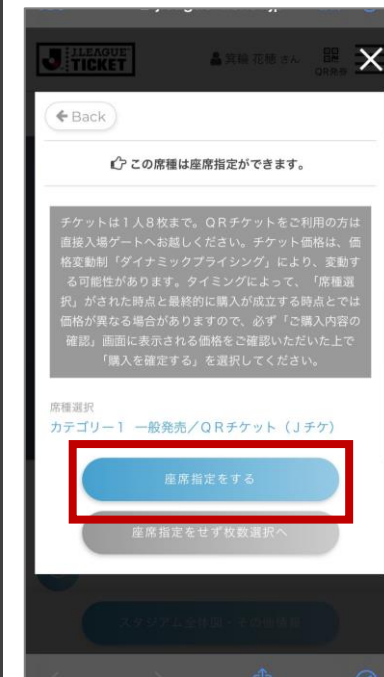 J.LEAGUE
TICKET
箕輪 花穂 さん
QR発券
Back
この席種は座席指定ができます。
チケットは1人8枚まで。QRチケットをご利用の方は
直接入場ゲートへお越しください。チケット価格は、価
格変動制「ダイナミックプライシング」により、変動す
る可能性があります。タイミングによって、「席種選
択」がされた時点と最終的に購入が成立する時点とでは
価格が異なる場合がありますので、必ず「ご購入内容の
確認」画面に表示される価格をご確認いただいた上で
「購入を確定する」を選択してください。
席種選択
カテゴリー1 一般発売／QRチケット（Jチケ）
座席指定をする
座席指定をせず枚数選択へ
スタジアム全体図・その他情報